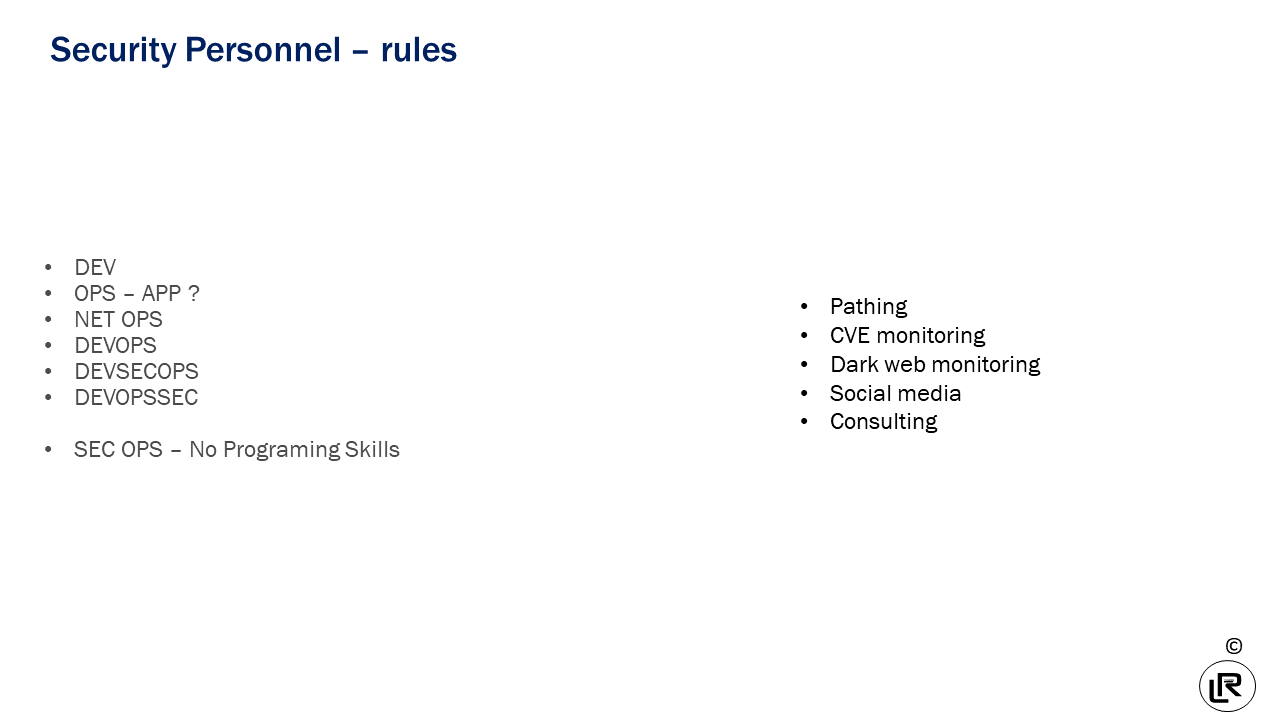 Security Personnel – rules
• DEV
• OPS – APP ?
• NET OPS
• DEVOPS
• DEVSECOPS
• DEVOPSSEC
• SEC OPS – No Programing Skills
• Pathing
• CVE monitoring
• Dark web monitoring
• Social media
• Consulting
©
LR